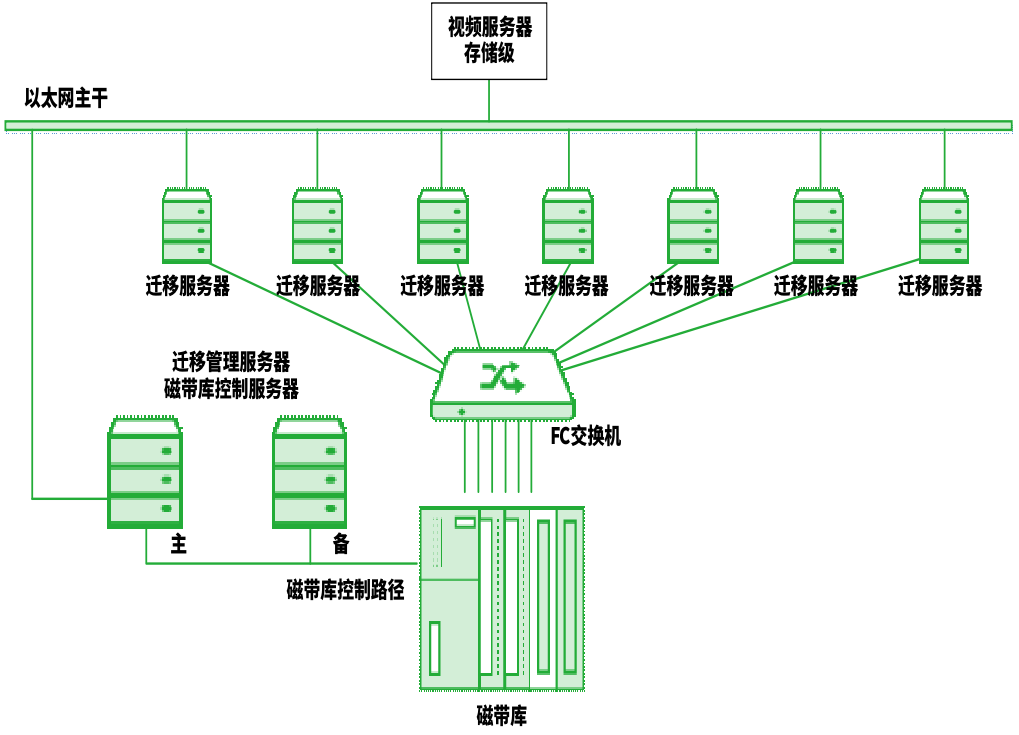 视频服务器
存储级
以太网主干
迁移服务器
迁移服务器
迁移服务器
迁移服务器
迁移服务器
迁移服务器
迁移服务器
迁移管理服务器
磁带库控制服务器
FC交换机
主
备
磁带库控制路径
磁带库